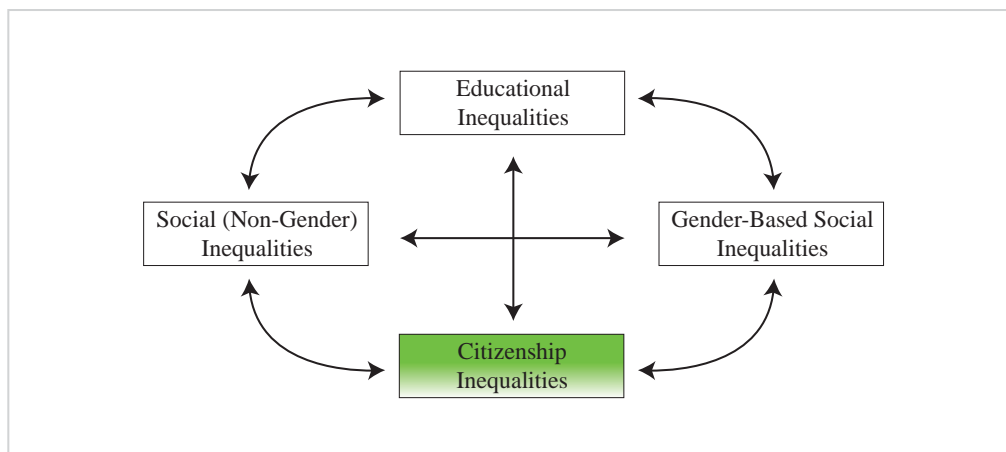 Educational
Inequalities
Social (Non-Gender)
Inequalities
Gender-Based Social
Inequalities
Citizenship
Inequalities